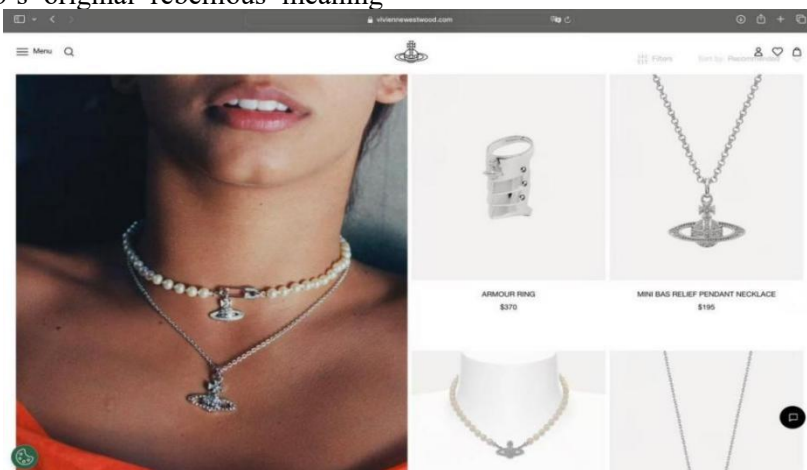 's original rebellious meaning
viviennewestwood.com
Menu
Filters
Sort by: Recommended
ARMOUR RING
$370
MINI BAS RELIEF PENDANT NECKLACE
$195